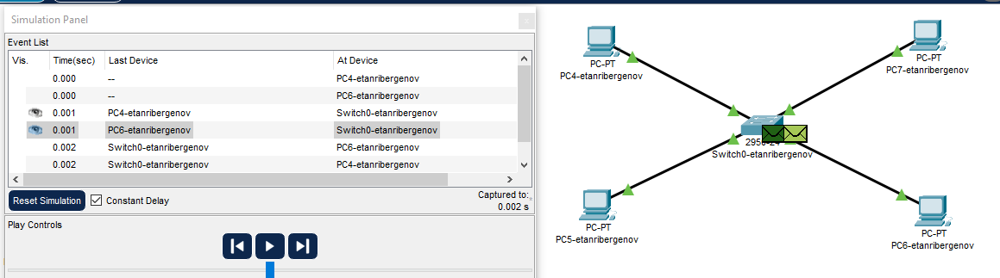 Simulation Panel
x
Event List
Vis. Time(sec) Last Device At Device
0.000 -- PC4-etanribergenov
0.000 -- PC6-etanribergenov
0.001 PC4-etanribergenov Switch0-etanribergenov
0.001 PC6-etanribergenov Switch0-etanribergenov
0.002 Switch0-etanribergenov PC6-etanribergenov
0.002 Switch0-etanribergenov PC4-etanribergenov
Reset Simulation Constant Delay
Captured to:
0.002 s
Play Controls
PC-PT
PC4-etanribergenov
PC-PT
PC7-etanribergenov
Switch0-etanribergenov
PC-PT
PC5-etanribergenov
PC-PT
PC6-etanribergenov